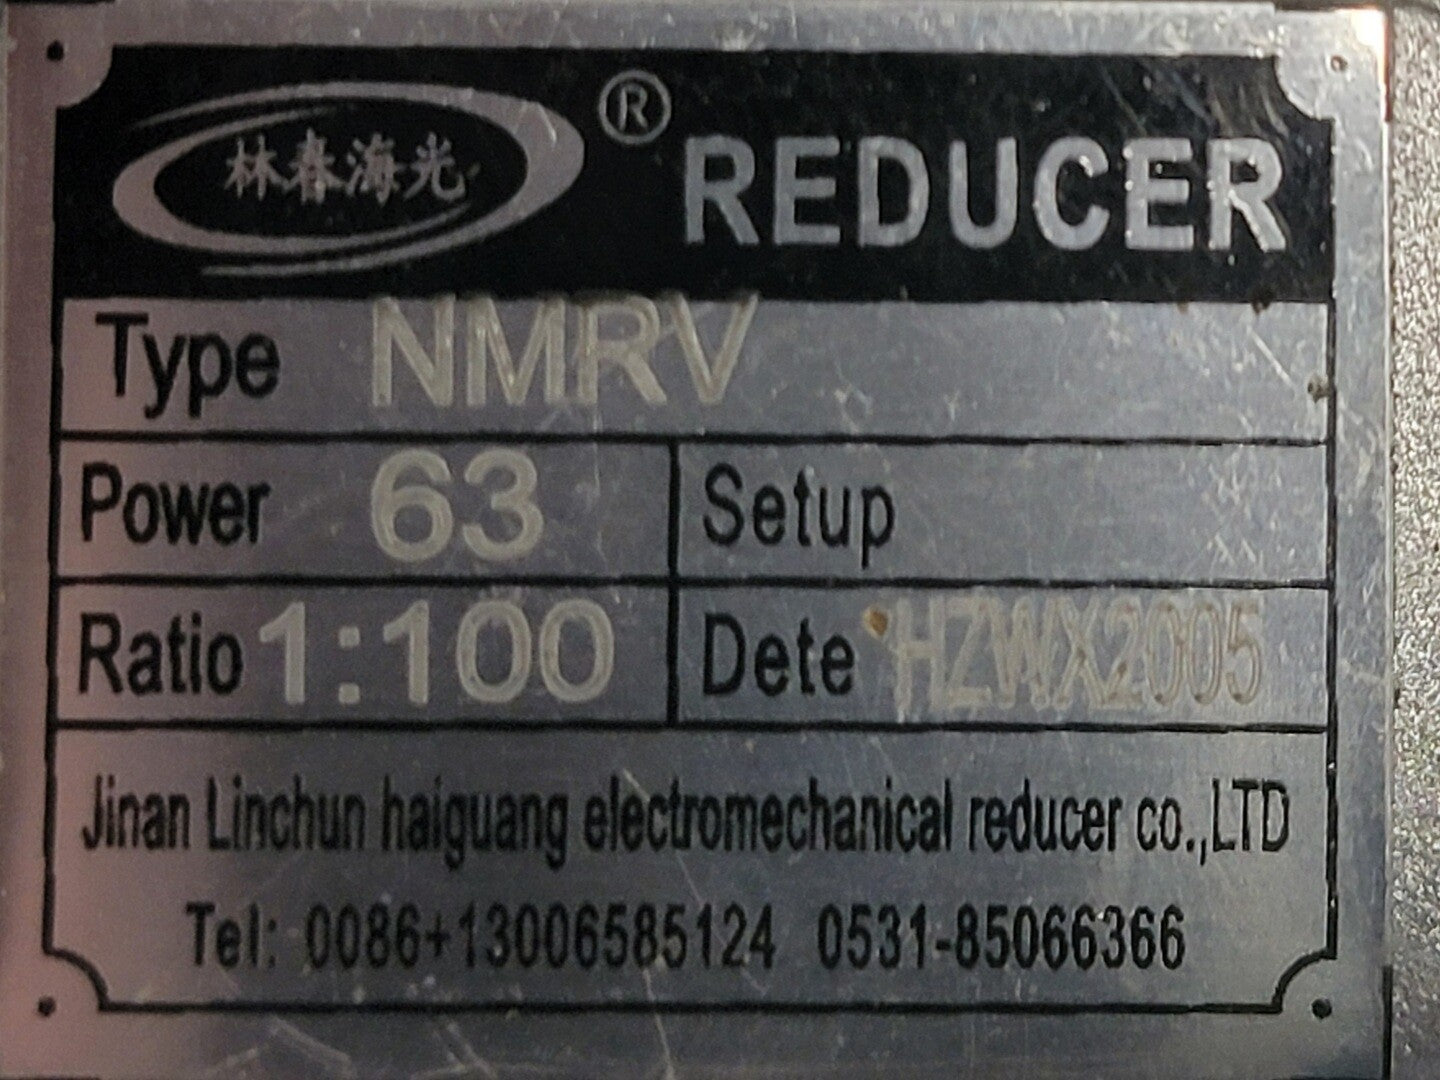 林春海光® REDUCER
Type NMRV
Power 63 Setup
Ratio 1:100 Dete HZWX2005
Jinan Linchun haiguang electromechanical reducer co.,LTD
Tel: 0086+13006585124 0531-85066366